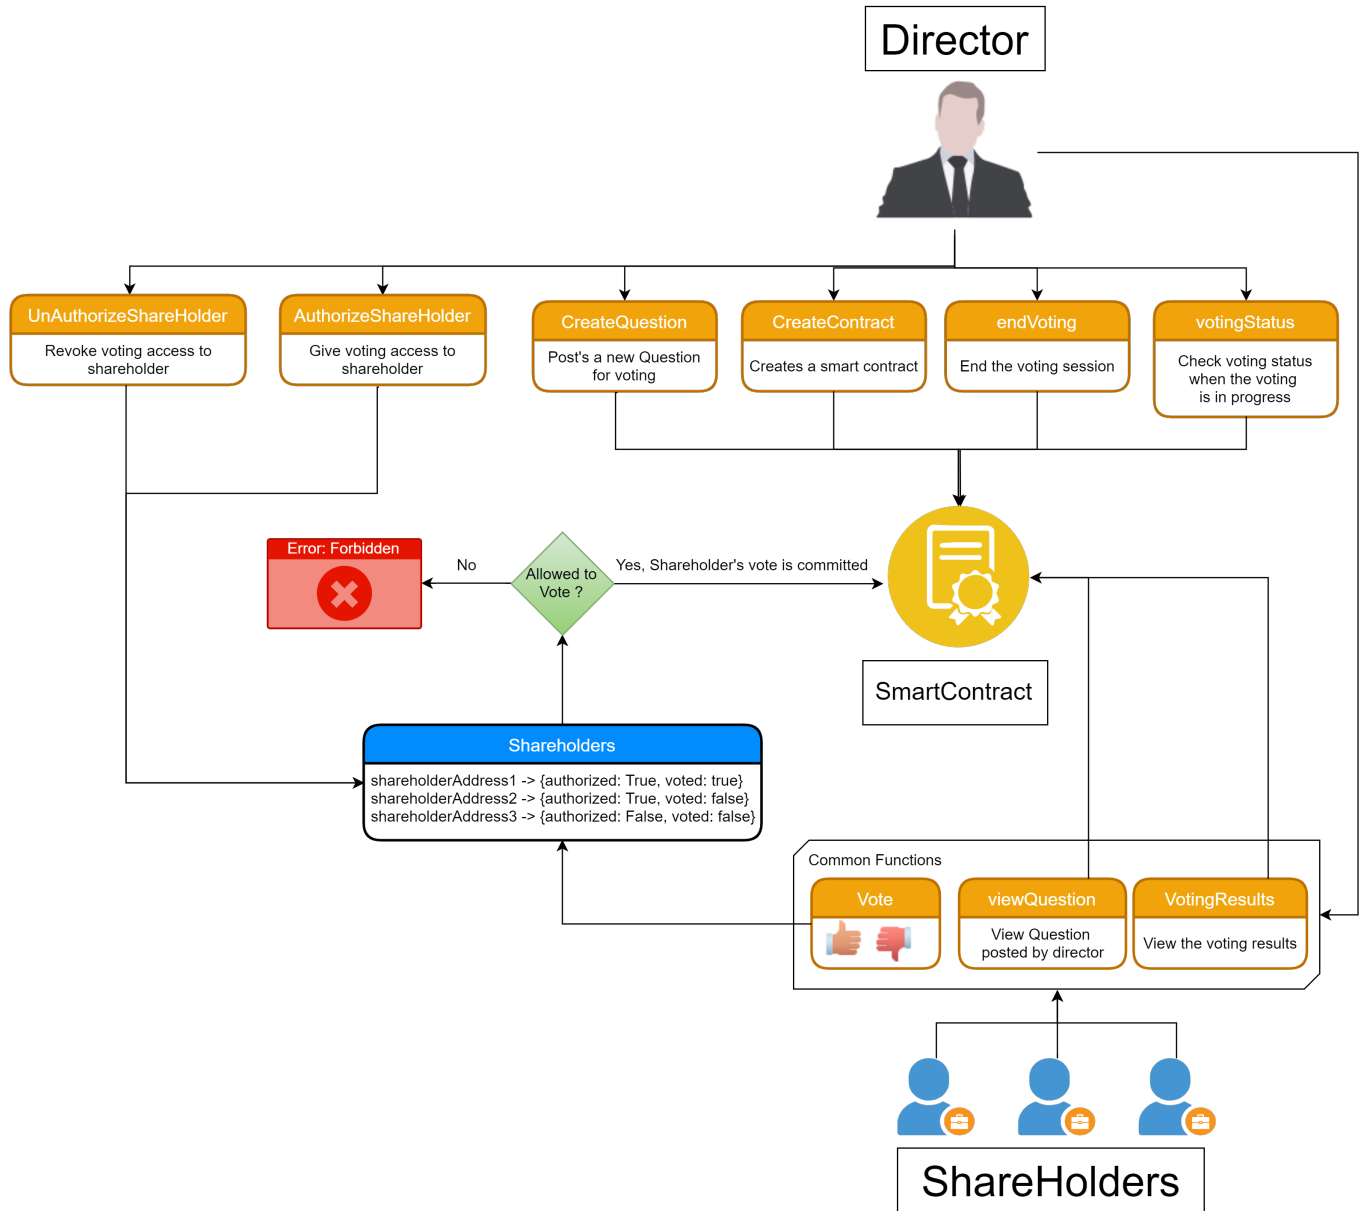 Director
UnAuthorizeShareHolder
Revoke voting access to
shareholder
AuthorizeShareHolder
Give voting access to
shareholder
CreateQuestion
Post's a new Question
for voting
CreateContract
Creates a smart contract
endVoting
End the voting session
votingStatus
Check voting status
when the voting
is in progress
Error: Forbidden
No
Allowed to
Vote ?
Yes, Shareholder's vote is committed
SmartContract
Shareholders
shareholderAddress1 -> {authorized: True, voted: true}
shareholderAddress2 -> {authorized: True, voted: false}
shareholderAddress3 -> {authorized: False, voted: false}
Common Functions
Vote
viewQuestion
View Question
posted by director
VotingResults
View the voting results
ShareHolders